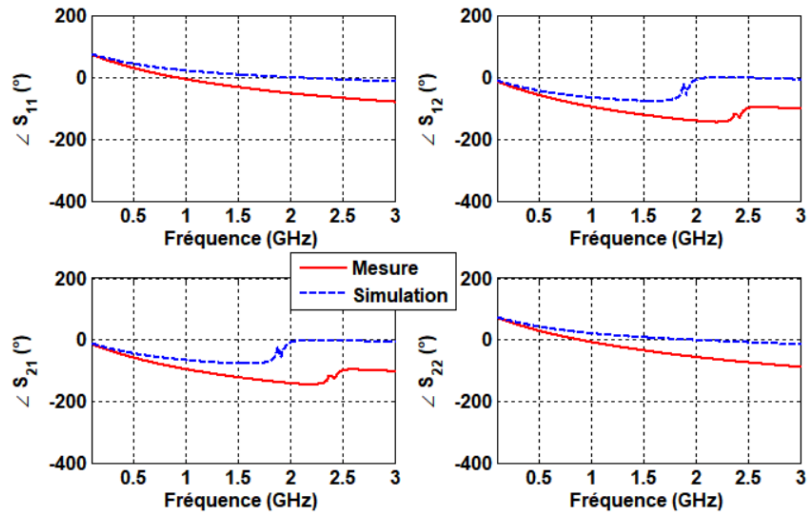 200
0
-200
-400
∠ S11 (°)
0.5 1 1.5 2 2.5 3
Fréquence (GHz)
200
0
-200
-400
∠ S12 (°)
0.5 1 1.5 2 2.5 3
Fréquence (GHz)
Mesure
Simulation
200
0
-200
-400
∠ S21 (°)
0.5 1 1.5 2 2.5 3
Fréquence (GHz)
200
0
-200
-400
∠ S22 (°)
0.5 1 1.5 2 2.5 3
Fréquence (GHz)